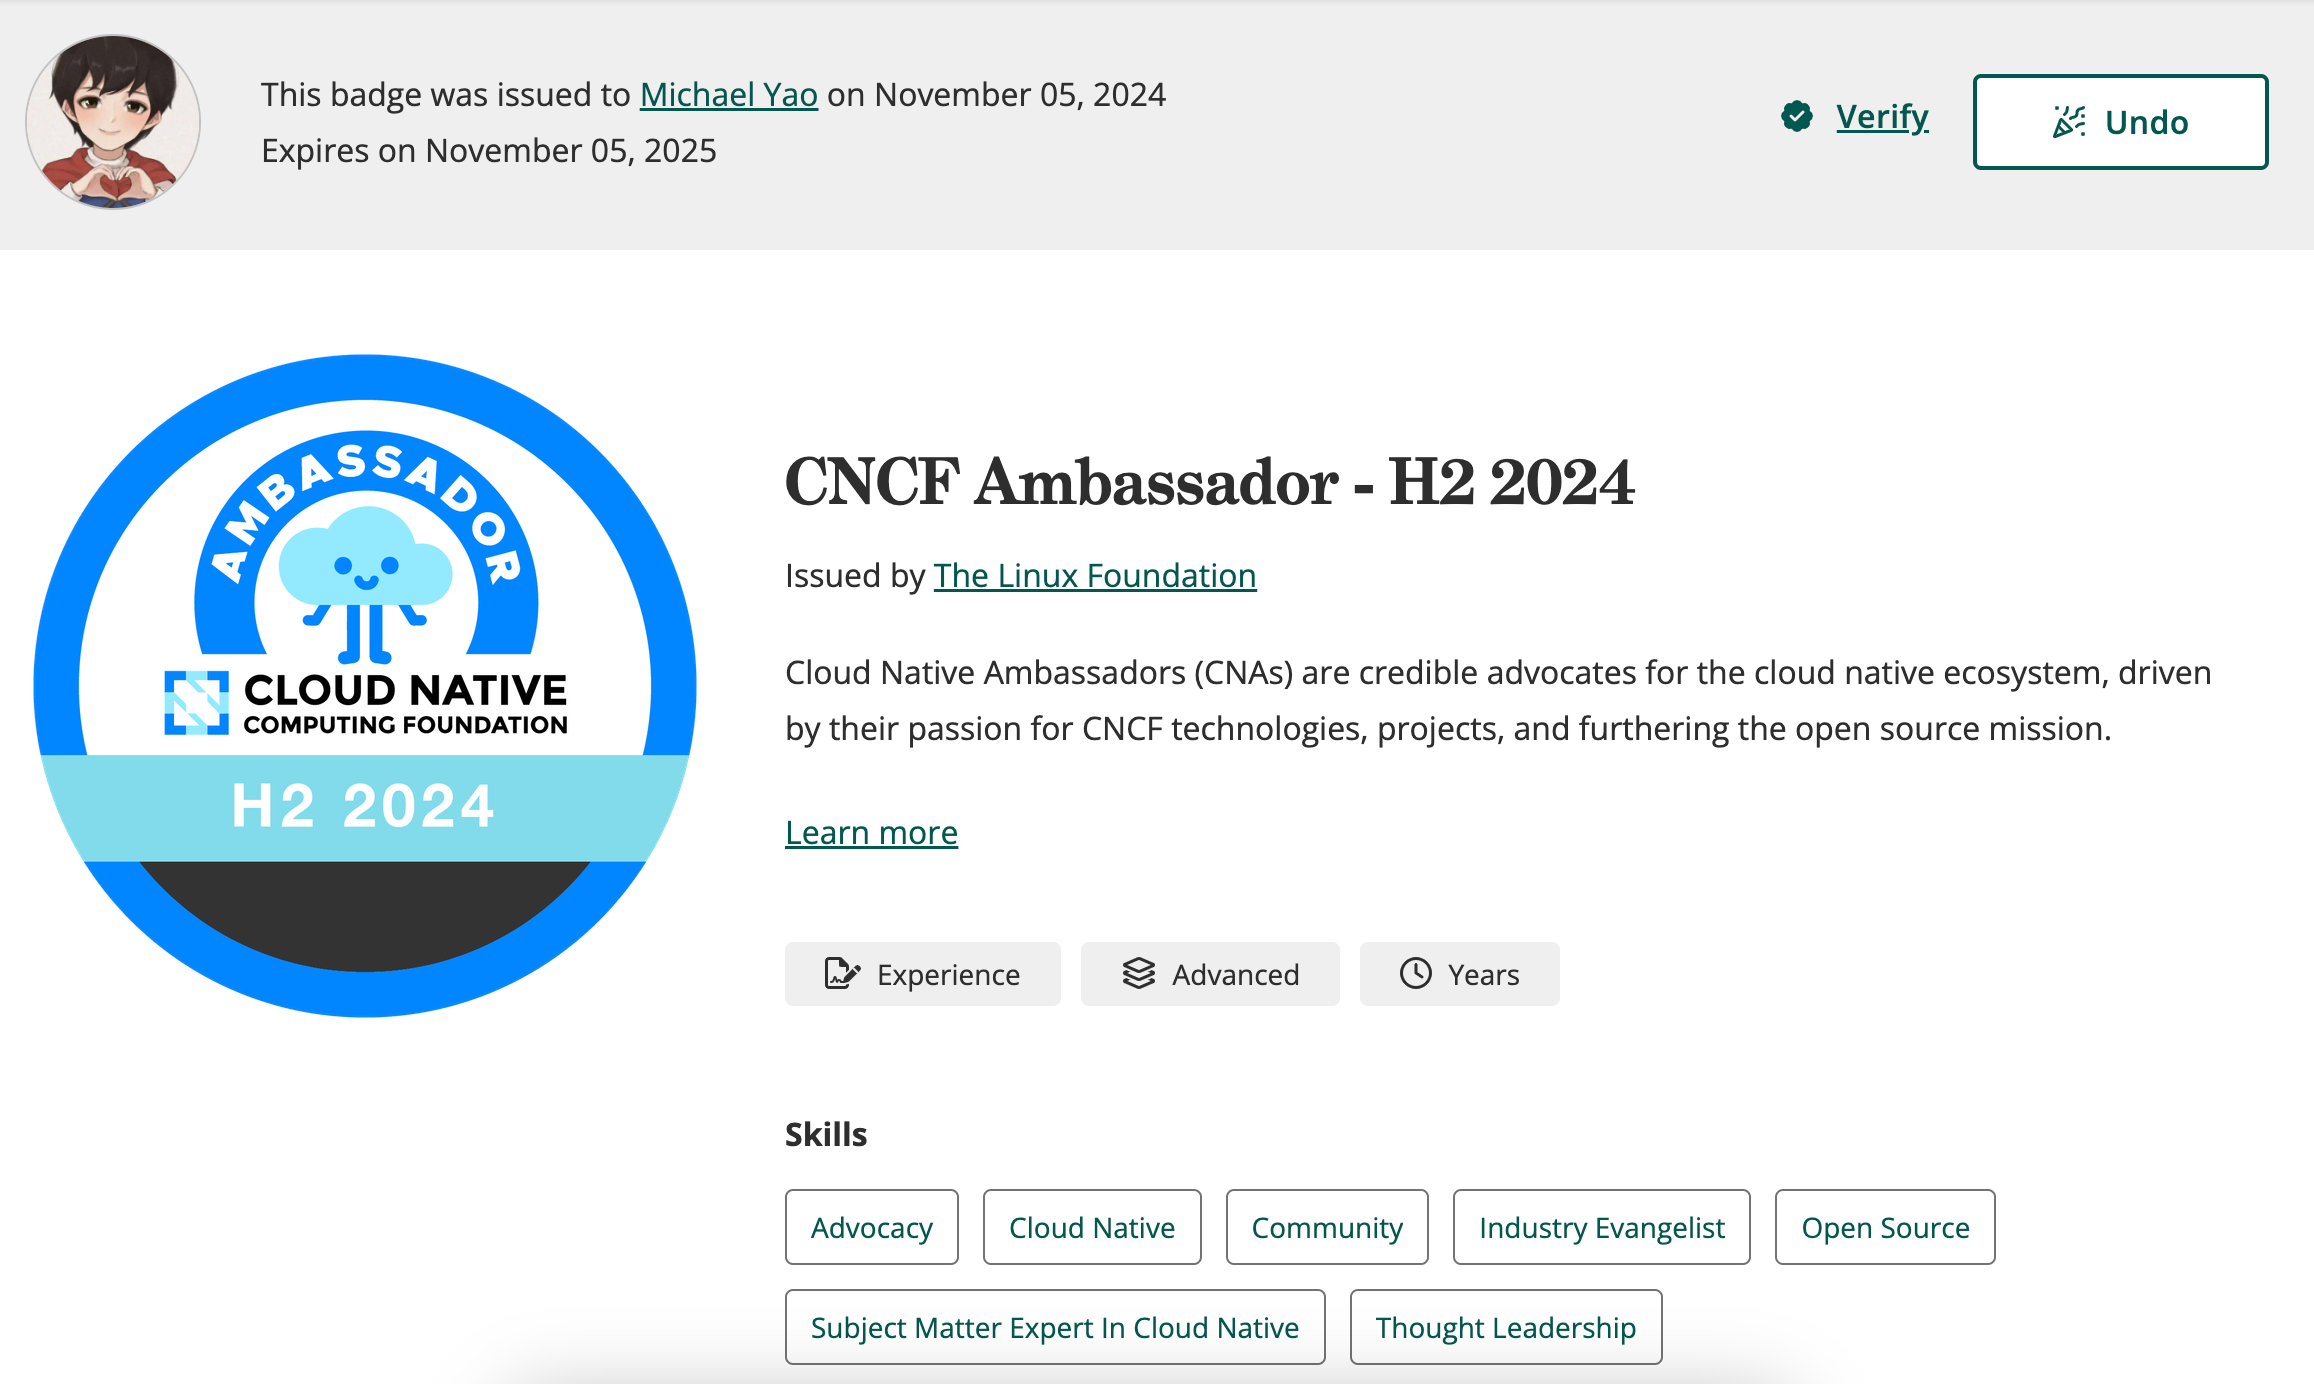 This badge was issued to Michael Yao on November 05, 2024
Expires on November 05, 2025
Verify
Undo
AMBASSADOR
CLOUD NATIVE
COMPUTING FOUNDATION
H2 2024
CNCF Ambassador - H2 2024
Issued by The Linux Foundation
Cloud Native Ambassadors (CNAs) are credible advocates for the cloud native ecosystem, driven
by their passion for CNCF technologies, projects, and furthering the open source mission.
Learn more
Experience
Advanced
Years
Skills
Advocacy
Cloud Native
Community
Industry Evangelist
Open Source
Subject Matter Expert In Cloud Native
Thought Leadership